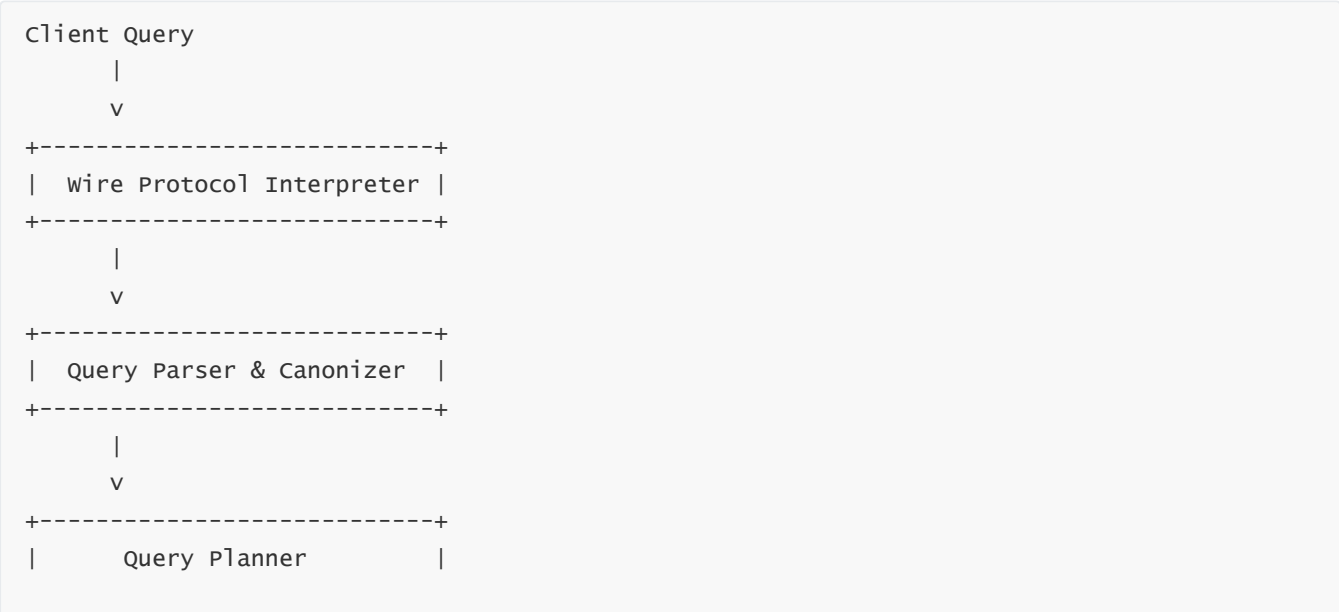 Client Query
      |
      v
+----------------------------+
|  Wire Protocol Interpreter |
+----------------------------+
      |
      v
+----------------------------+
|  Query Parser & Canonizer  |
+----------------------------+
      |
      v
+----------------------------+
|      Query Planner         |